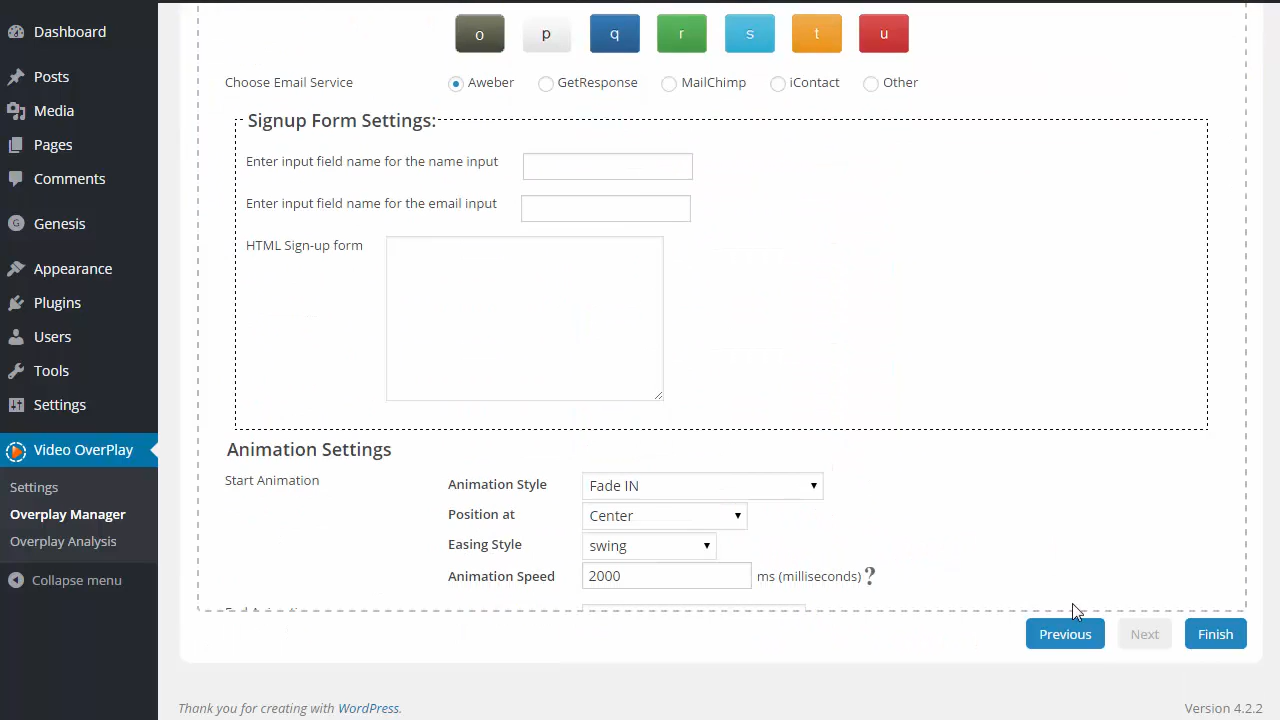 Dashboard
Posts
Media
Pages
Comments
Genesis
Appearance
Plugins
Users
Tools
Settings
Video OverPlay
Settings
Overplay Manager
Overplay Analysis
Collapse menu
o p q r s t u
Choose Email Service Aweber GetResponse MailChimp iContact Other
Signup Form Settings:
Enter input field name for the name input
Enter input field name for the email input
HTML Sign-up form
Animation Settings
Start Animation
Animation Style Fade IN
Position at Center
Easing Style swing
Animation Speed 2000 ms (milliseconds) ?
Previous Next Finish
Thank you for creating with WordPress. Version 4.2.2